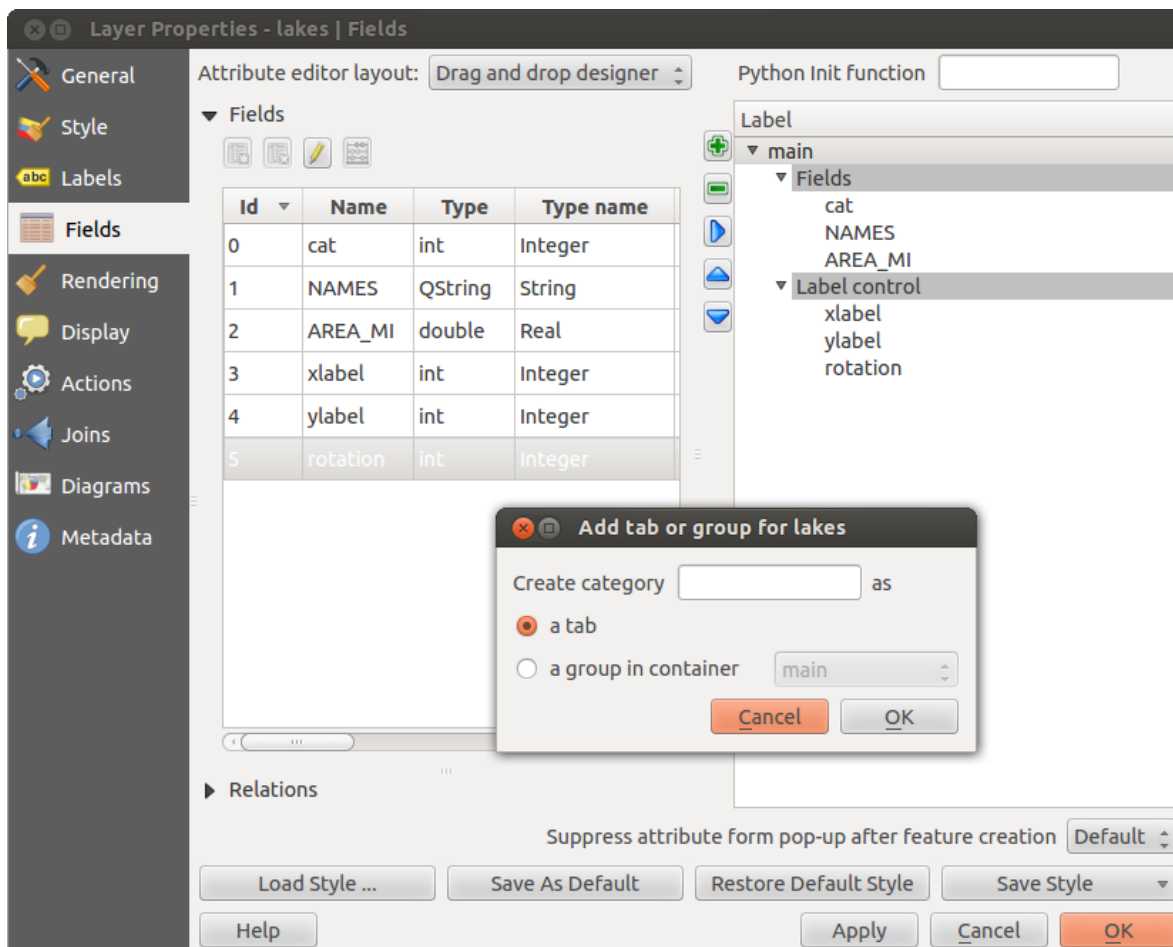 Layer Properties - lakes | Fields
General
Style
abc Labels
Fields
Rendering
Display
Actions
Joins
Diagrams
i Metadata
Attribute editor layout: Drag and drop designer
Python Init function
Fields
Id Name Type Type name
0 cat int Integer
1 NAMES QString String
2 AREA_MI double Real
3 xlabel int Integer
4 ylabel int Integer
5 rotation int Integer
Label
main
Fields
cat
NAMES
AREA_MI
Label control
xlabel
ylabel
rotation
Add tab or group for lakes
Create category as
a tab
a group in container main
Cancel OK
Relations
Suppress attribute form pop-up after feature creation Default
Load Style ... Save As Default Restore Default Style Save Style
Help Apply Cancel OK